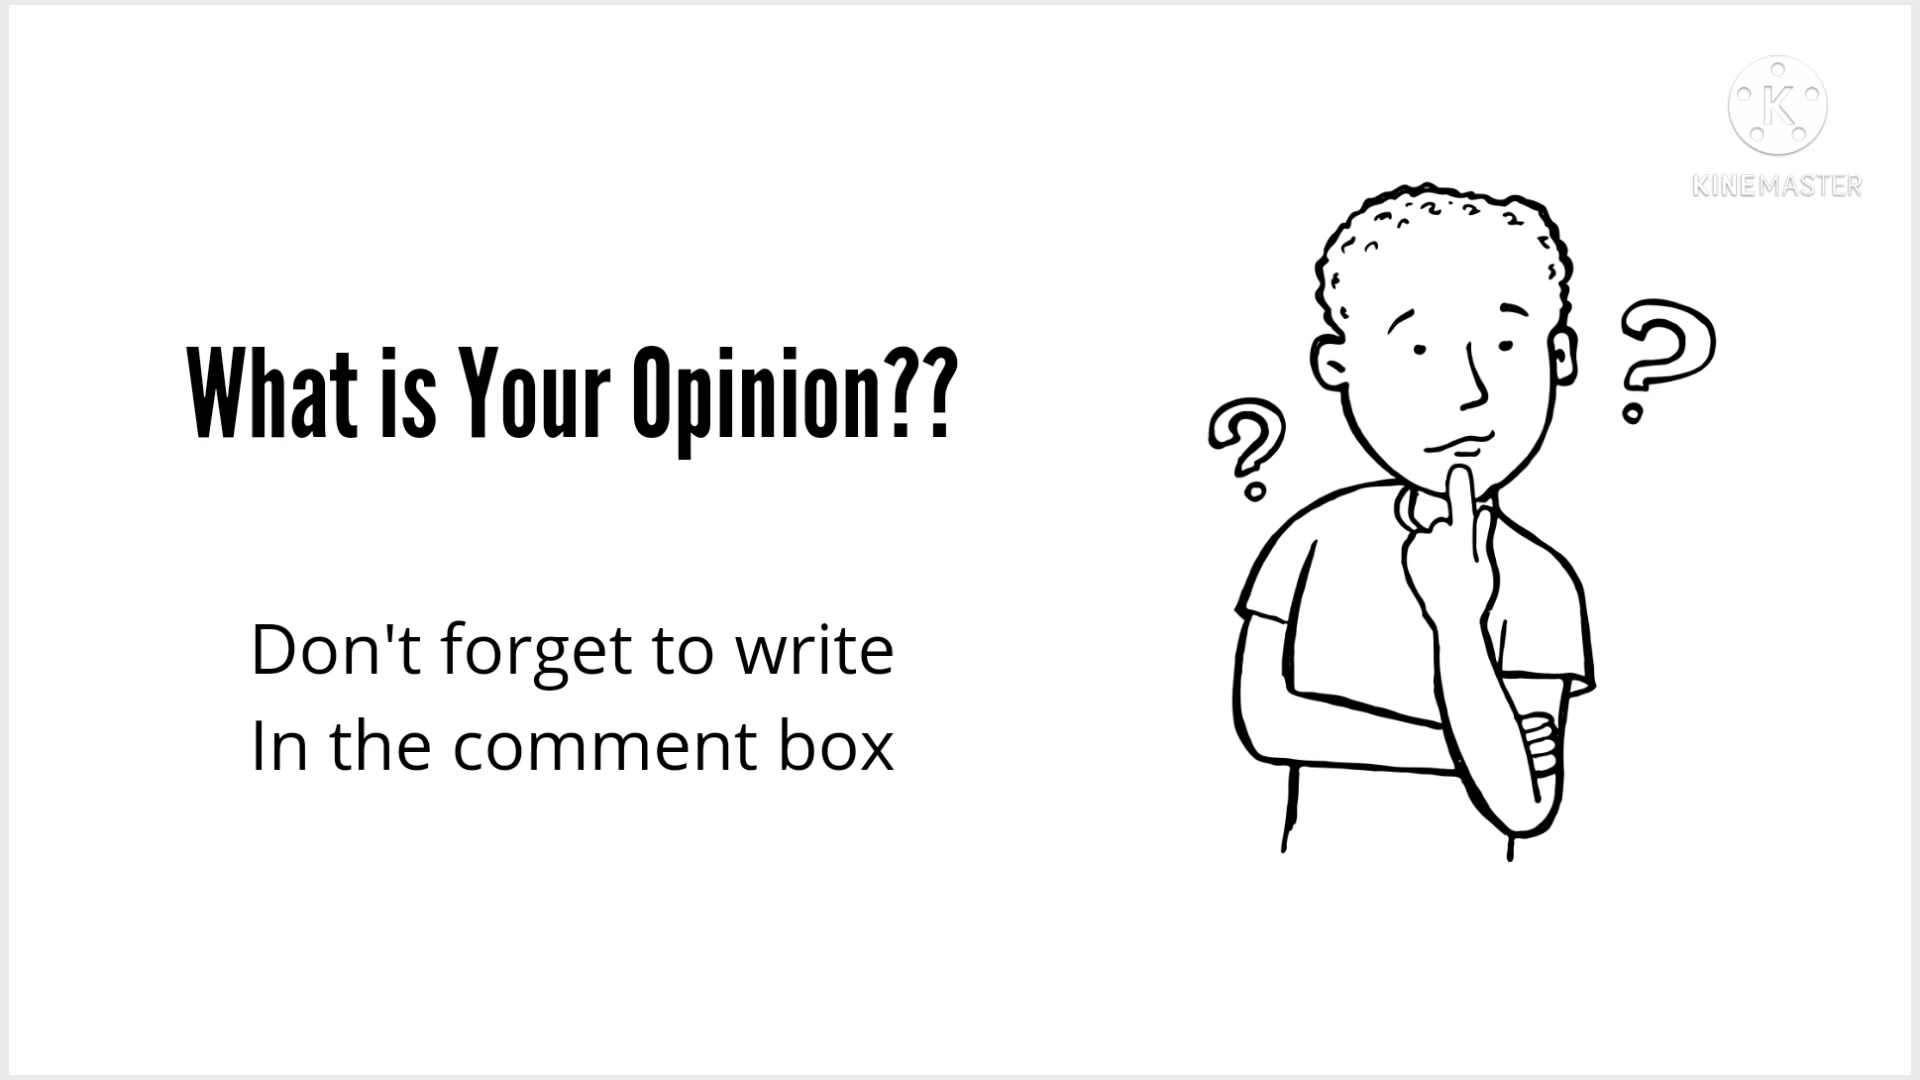 K
KINEMASTER
What is Your Opinion??
Don't forget to write
In the comment box